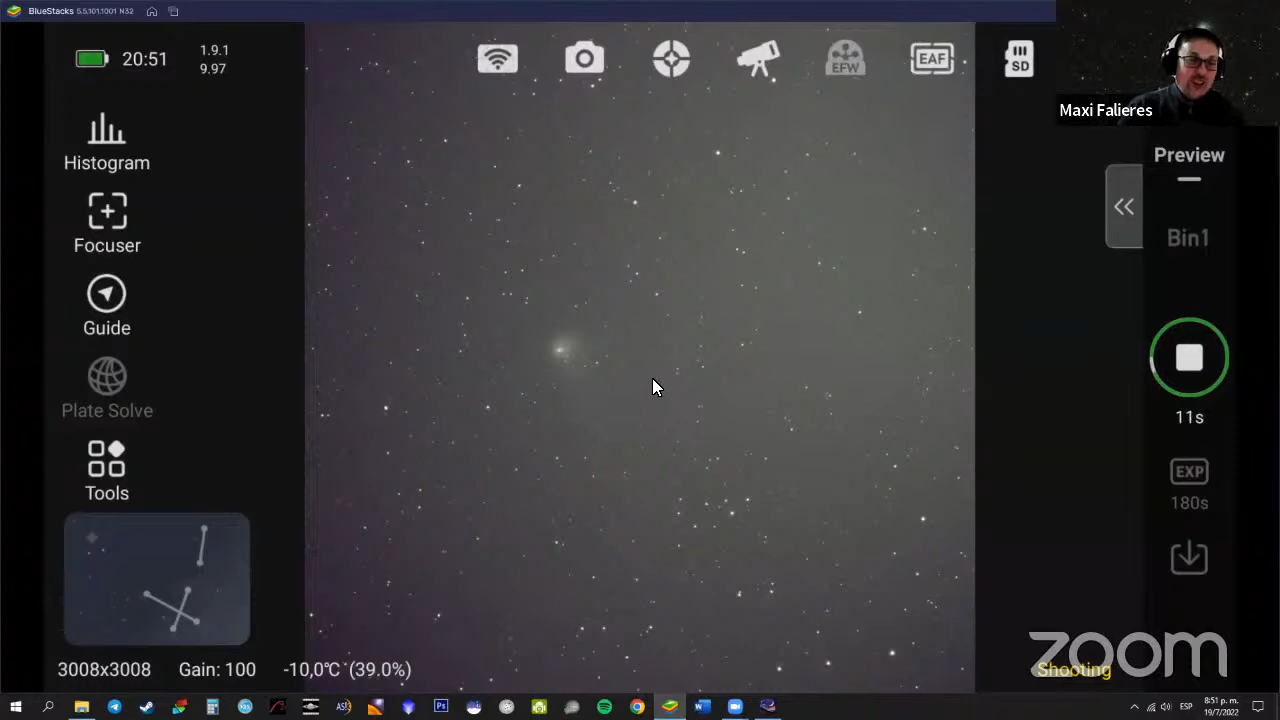 BlueStacks 5.5.101.1001 N32
20:51
1.9.1
9.97
EFW
EAF
SD
Maxi Falieres
Histogram
Focuser
Guide
Plate Solve
Tools
Preview
Bin1
11s
EXP
180s
3008x3008 Gain: 100 -10,0℃ (39.0%)
Shooting
zoom
ESP
8:51 p. m.
19/7/2022